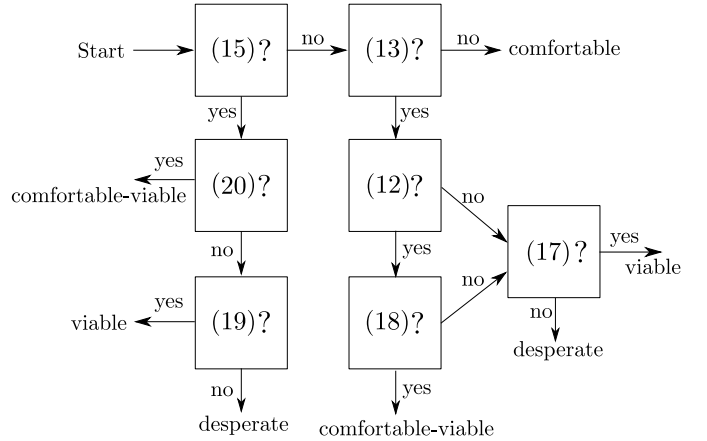 Start
(15)?
no
(13)?
no
comfortable
yes
yes
yes
comfortable-viable
(20)?
(12)?
no
no
yes
(17)?
yes
viable
yes
viable
(19)?
(18)?
no
no
desperate
no
desperate
yes
comfortable-viable